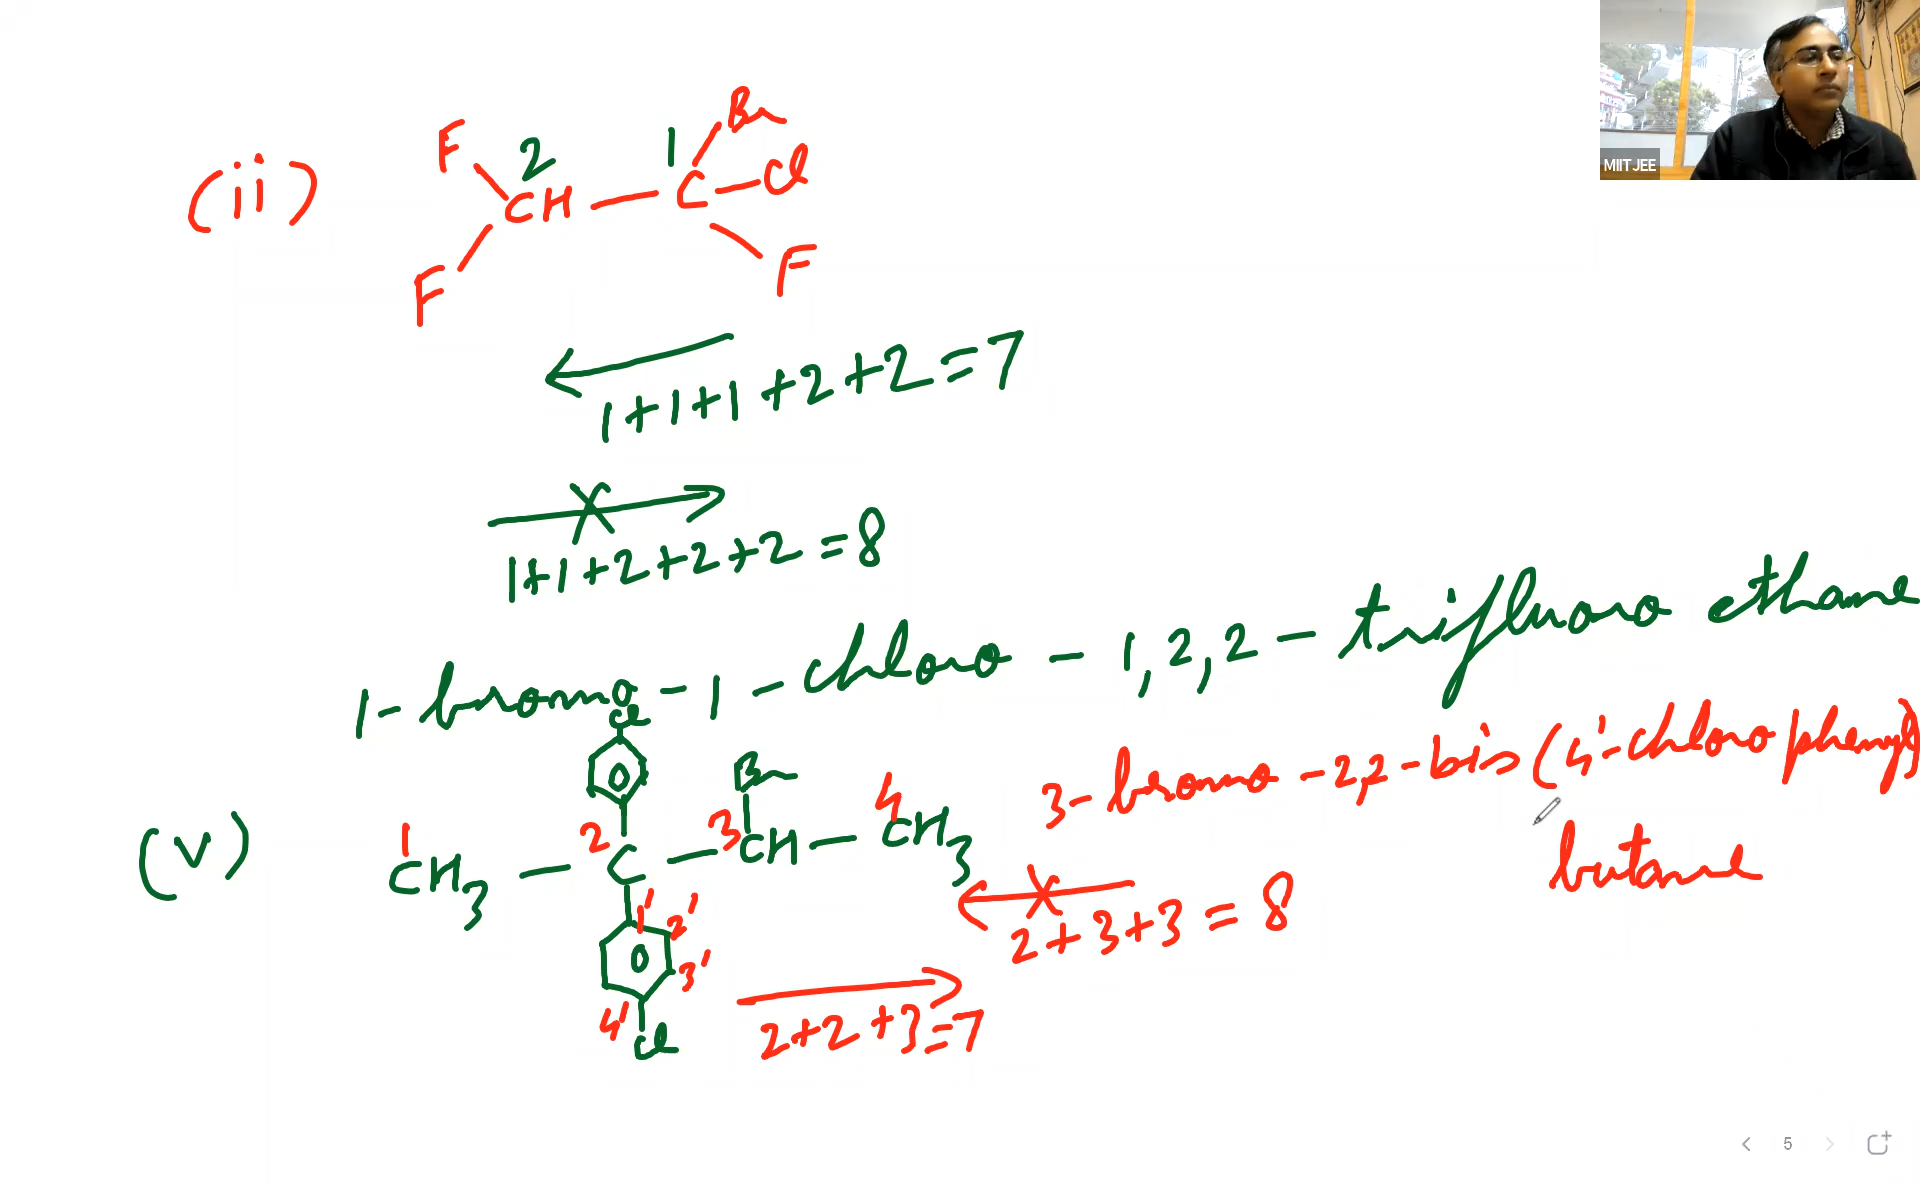 MIIT JEE
(ii)
F 2 1 Br
CH — C — Cl
F F
1+1+1+2+2=7
1+1+2+2+2=8
1-bromo-1-chloro-1,2,2-trifluoro ethane
3-bromo-2,2-bis(4'-chloro phenyl)
butane
(v)
Cl
Br
1 2 3 4
CH3 — C — CH — CH3
1' 2'
3'
4'
Cl
2+3+3=8
2+2+3=7
5